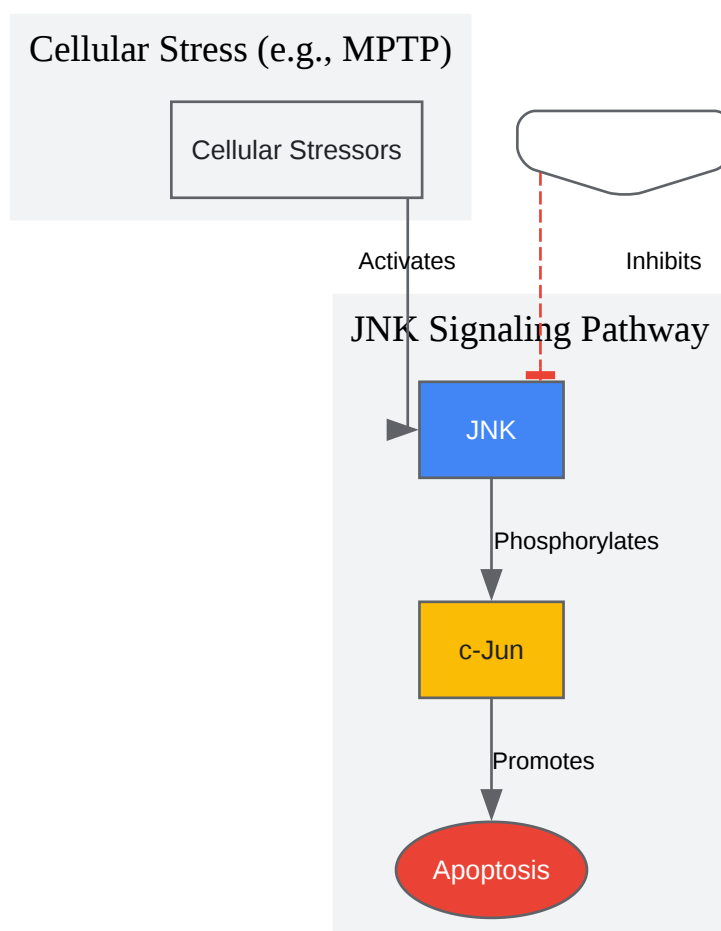 Cellular Stress (e.g., MPTP)
Cellular Stressors
Activates
Inhibits
JNK Signaling Pathway
JNK
Phosphorylates
c-Jun
Promotes
Apoptosis